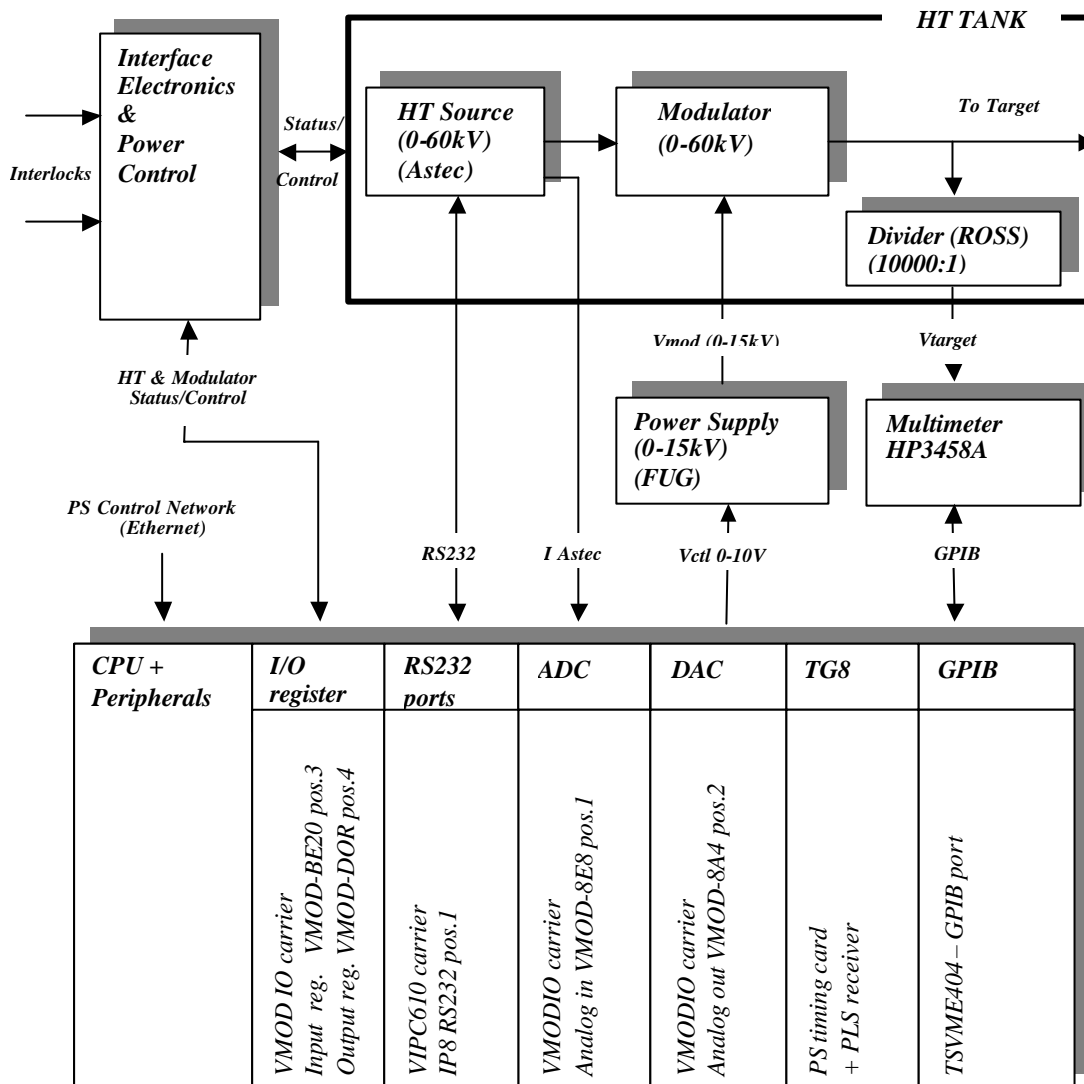 HT TANK
Interface
Electronics
&
Power
Control
Interlocks
Status/
Control
HT Source
(0-60kV)
(Astec)
Modulator
(0-60kV)
To Target
Divider (ROSS)
(10000:1)
Vmod (0-15kV)
Vtarget
HT & Modulator
Status/Control
Power Supply
(0-15kV)
(FUG)
Multimeter
HP3458A
PS Control Network
(Ethernet)
RS232
I Astec
Vctl 0-10V
GPIB
CPU +
Peripherals
I/O
register
RS232
ports
ADC
DAC
TG8
GPIB
VMOD IO carrier
Input reg. VMOD-BE20 pos.3
Output reg. VMOD-DOR pos.4
VIPC610 carrier
IP8 RS232 pos.1
VMODIO carrier
Analog in VMOD-8E8 pos.1
VMODIO carrier
Analog out VMOD-8A4 pos.2
PS timing card
+ PLS receiver
TSVME404 – GPIB port